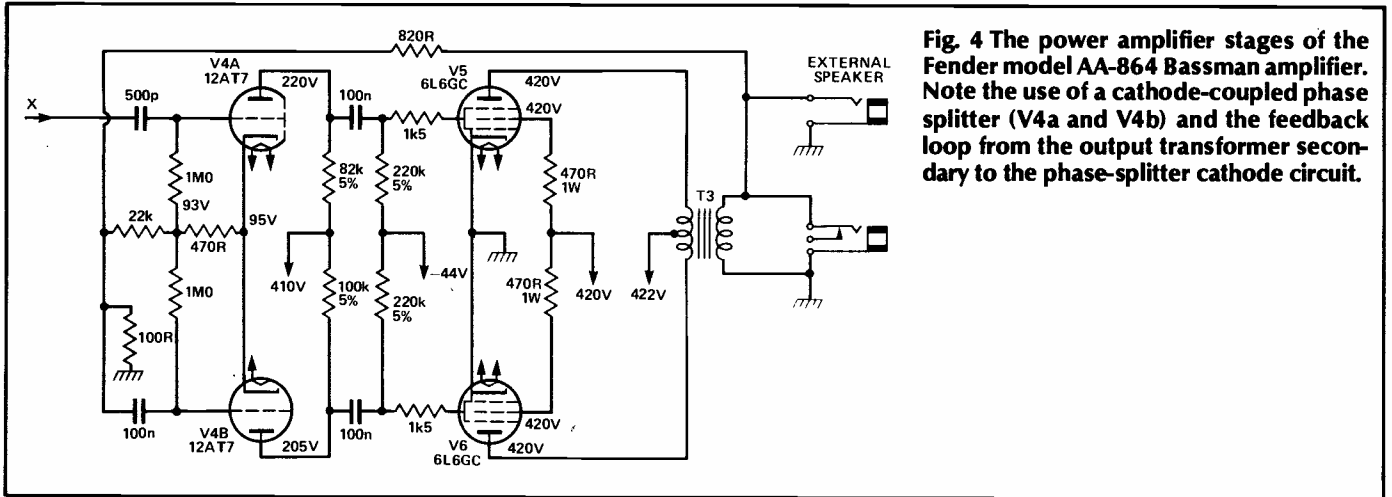 820R
V4A
12AT7
220V
V5
6L6GC
420V
420V
EXTERNAL
SPEAKER
X
500p
100n
1k5
1M0
93V
82k
5%
220k
5%
470R
1W
T3
22k
470R
95V
410V
-44V
420V
422V
1M0
100k
5%
220k
5%
470R
1W
100R
100n
V4B
12AT7
205V
100n
1k5
V6
6L6GC
420V
420V
Fig. 4 The power amplifier stages of the
Fender model AA-864 Bassman amplifier.
Note the use of a cathode-coupled phase
splitter (V4a and V4b) and the feedback
loop from the output transformer secon-
dary to the phase-splitter cathode circuit.